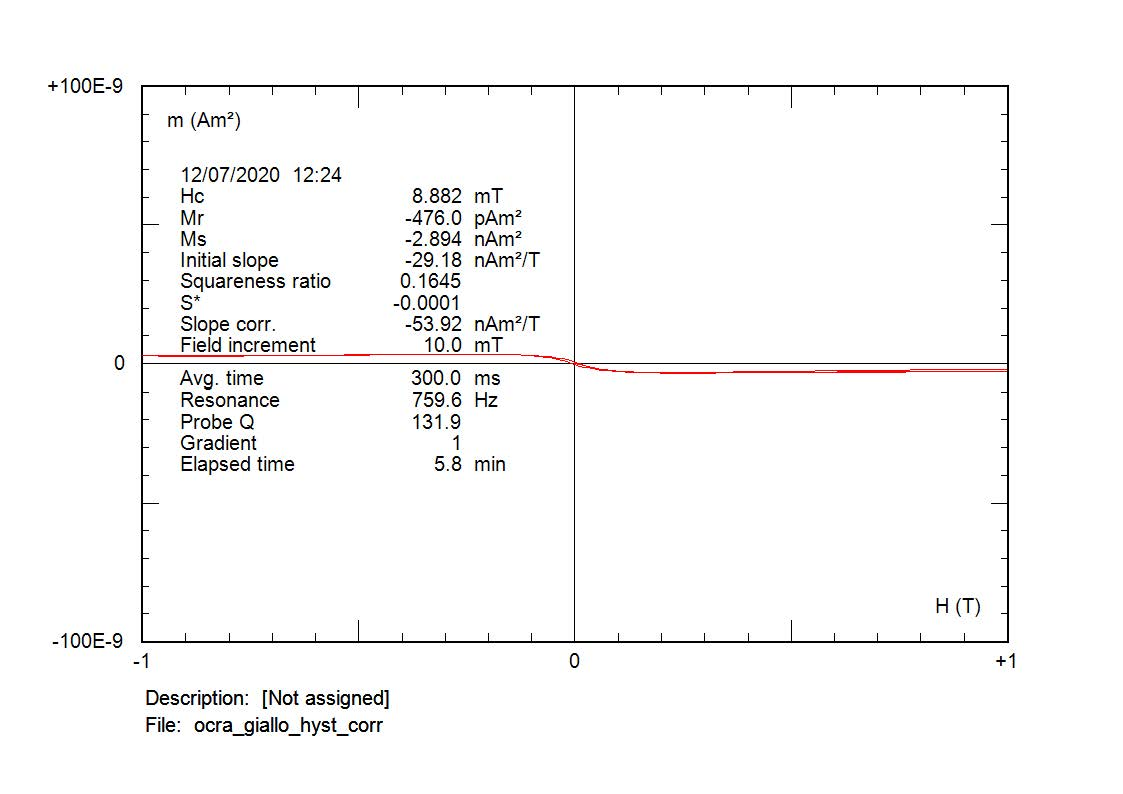 +100E-9
m (Am²)
12/07/2020 12:24
Hc 8.882 mT
Mr -476.0 pAm²
Ms -2.894 nAm²
Initial slope -29.18 nAm²/T
Squareness ratio 0.1645
S* -0.0001
Slope corr. -53.92 nAm²/T
Field increment 10.0 mT
0
Avg. time 300.0 ms
Resonance 759.6 Hz
Probe Q 131.9
Gradient 1
Elapsed time 5.8 min
H (T)
-100E-9
-1 0 +1
Description: [Not assigned]
File: ocra_giallo_hyst_corr